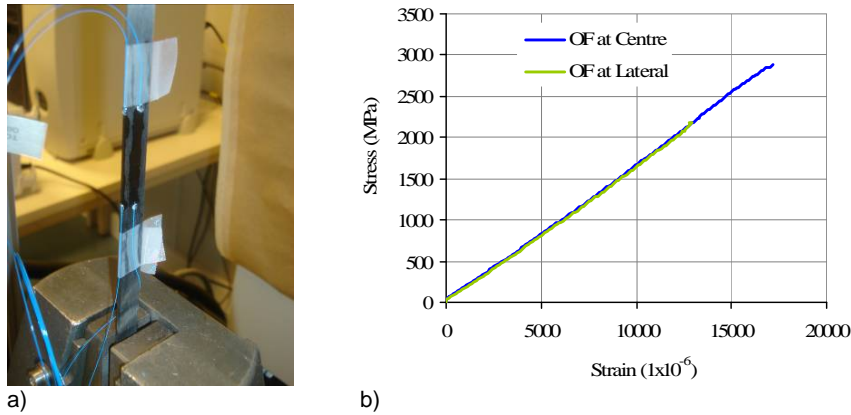 3500
3000
2500
2000
1500
1000
500
0
Stress (MPa)
OF at Centre
OF at Lateral
0 5000 10000 15000 20000
Strain (1x10⁻⁶)
a) b)